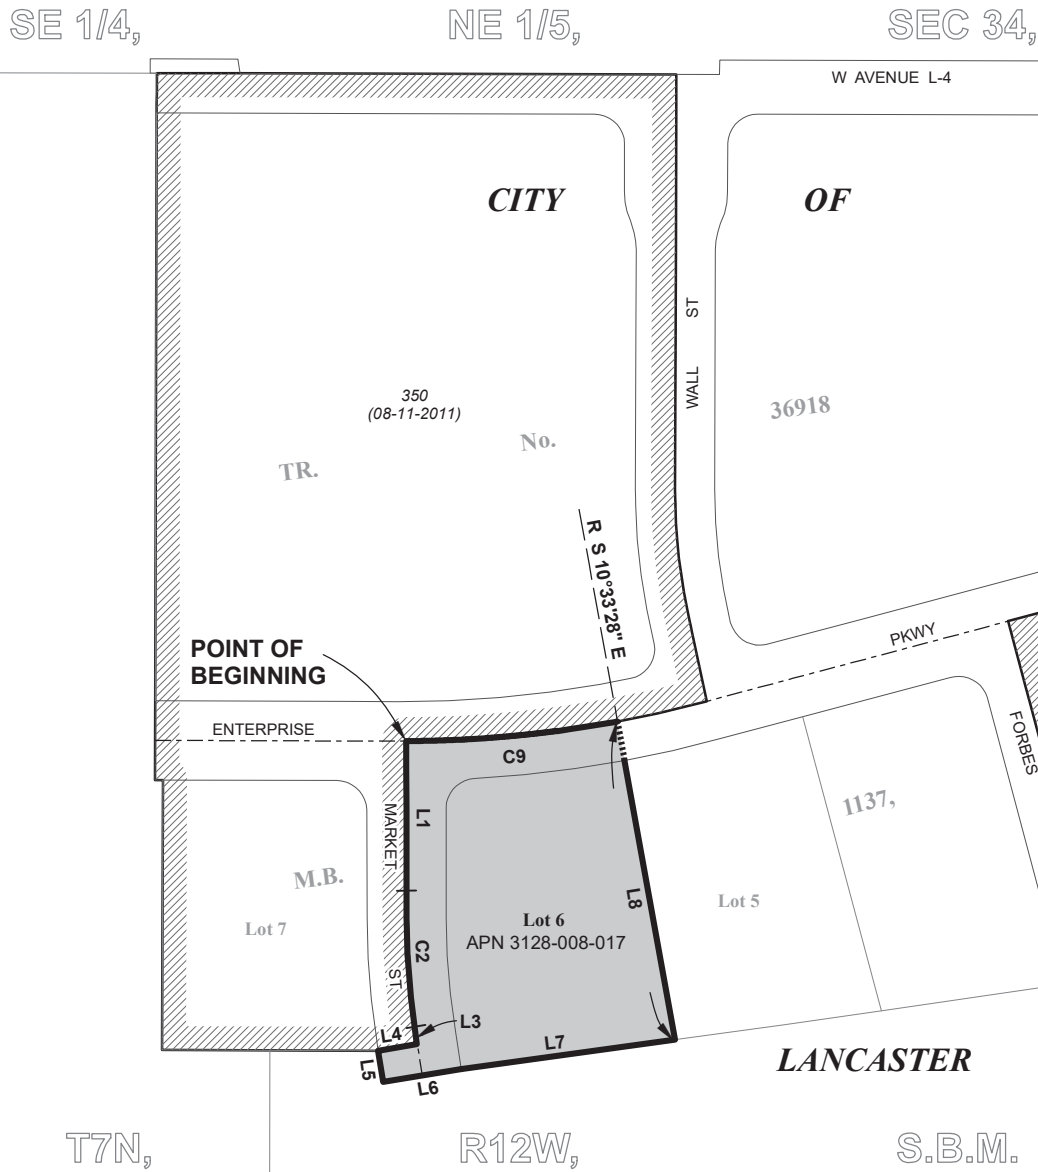 SE 1/4, NE 1/5, SEC 34,
W AVENUE L-4
CITY OF
WALL ST
350
(08-11-2011)
36918
TR. No.
R S 10°33'28" E
POINT OF
BEGINNING
PKWY
ENTERPRISE
C9
FORBES
L1
MARKET ST
1137,
M.B.
L8
Lot 7
Lot 6
APN 3128-008-017
Lot 5
C2
L3
L4
L7
L5
L6
LANCASTER
T7N, R12W, S.B.M.